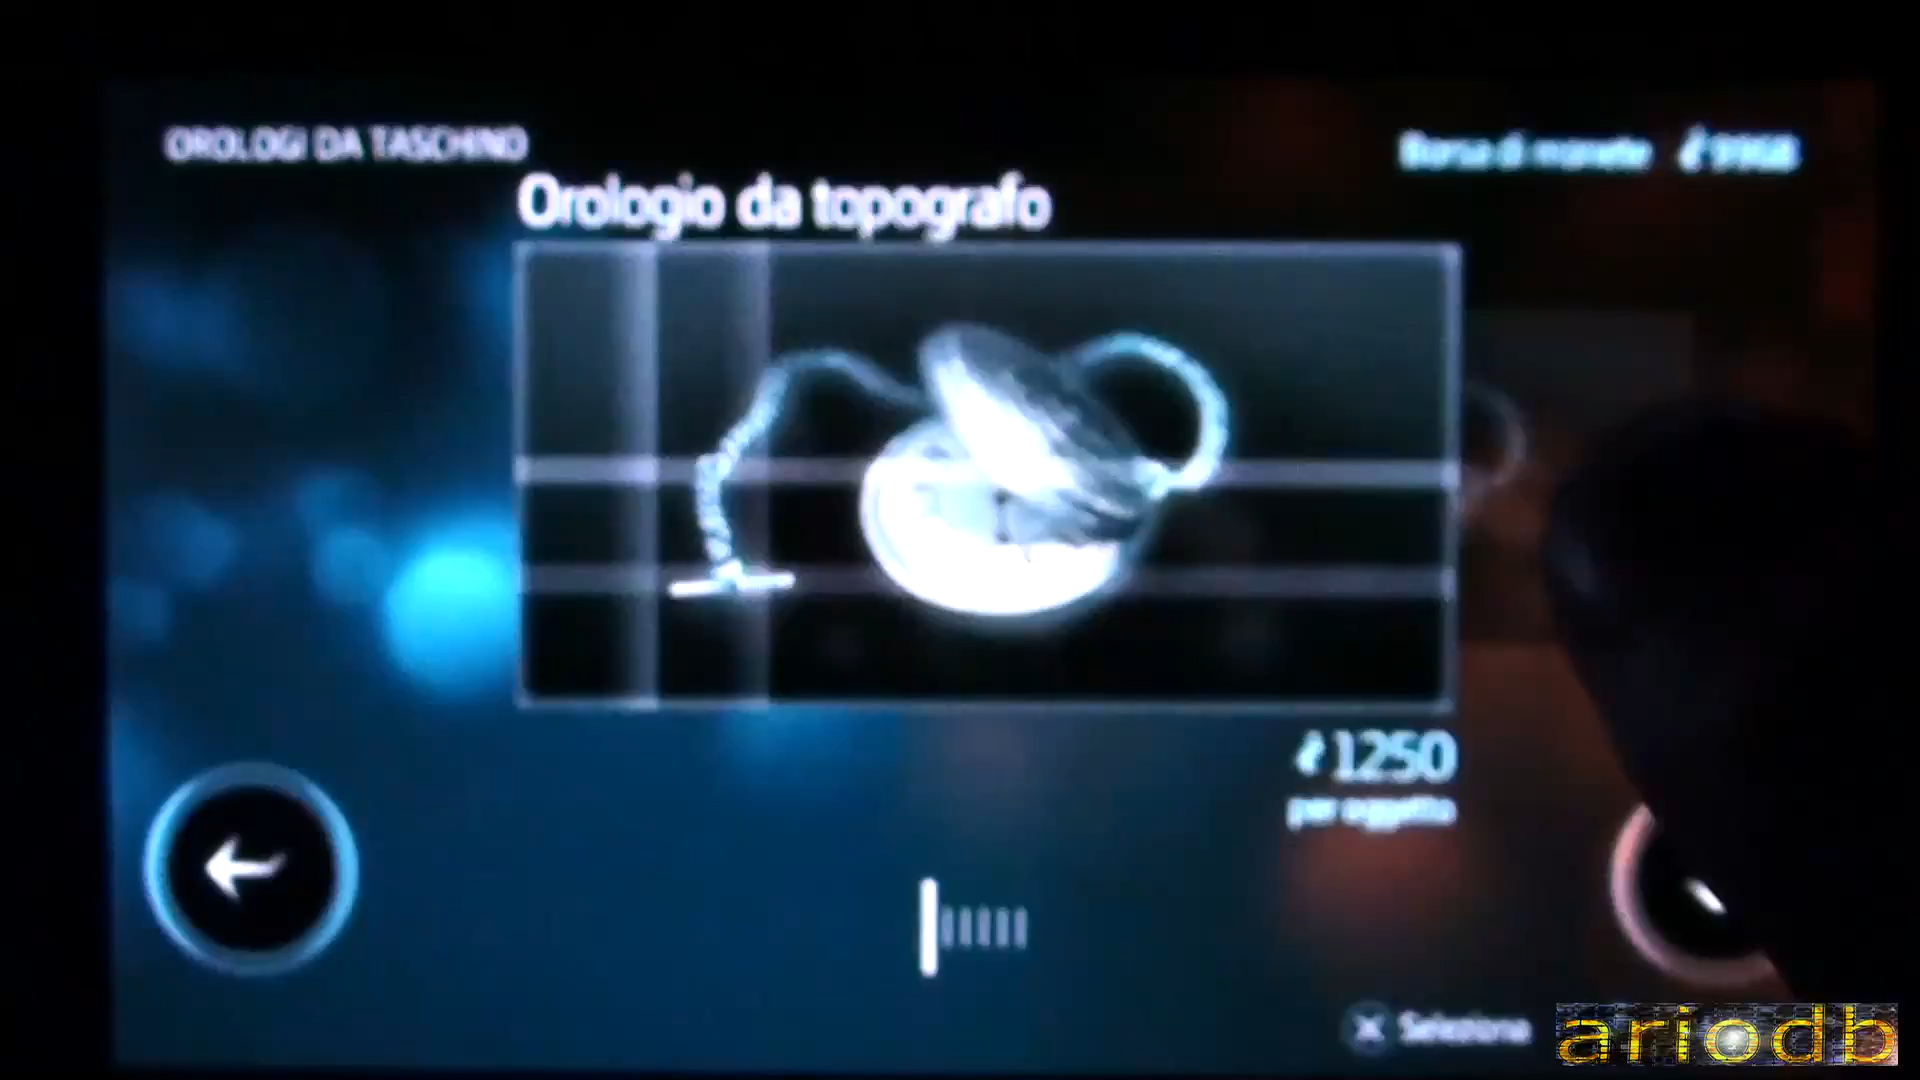 OROLOGI DA TASCHINO
Borsa di monete
Orologio da topografo
1250
per oggetto
Seleziona
ariodb